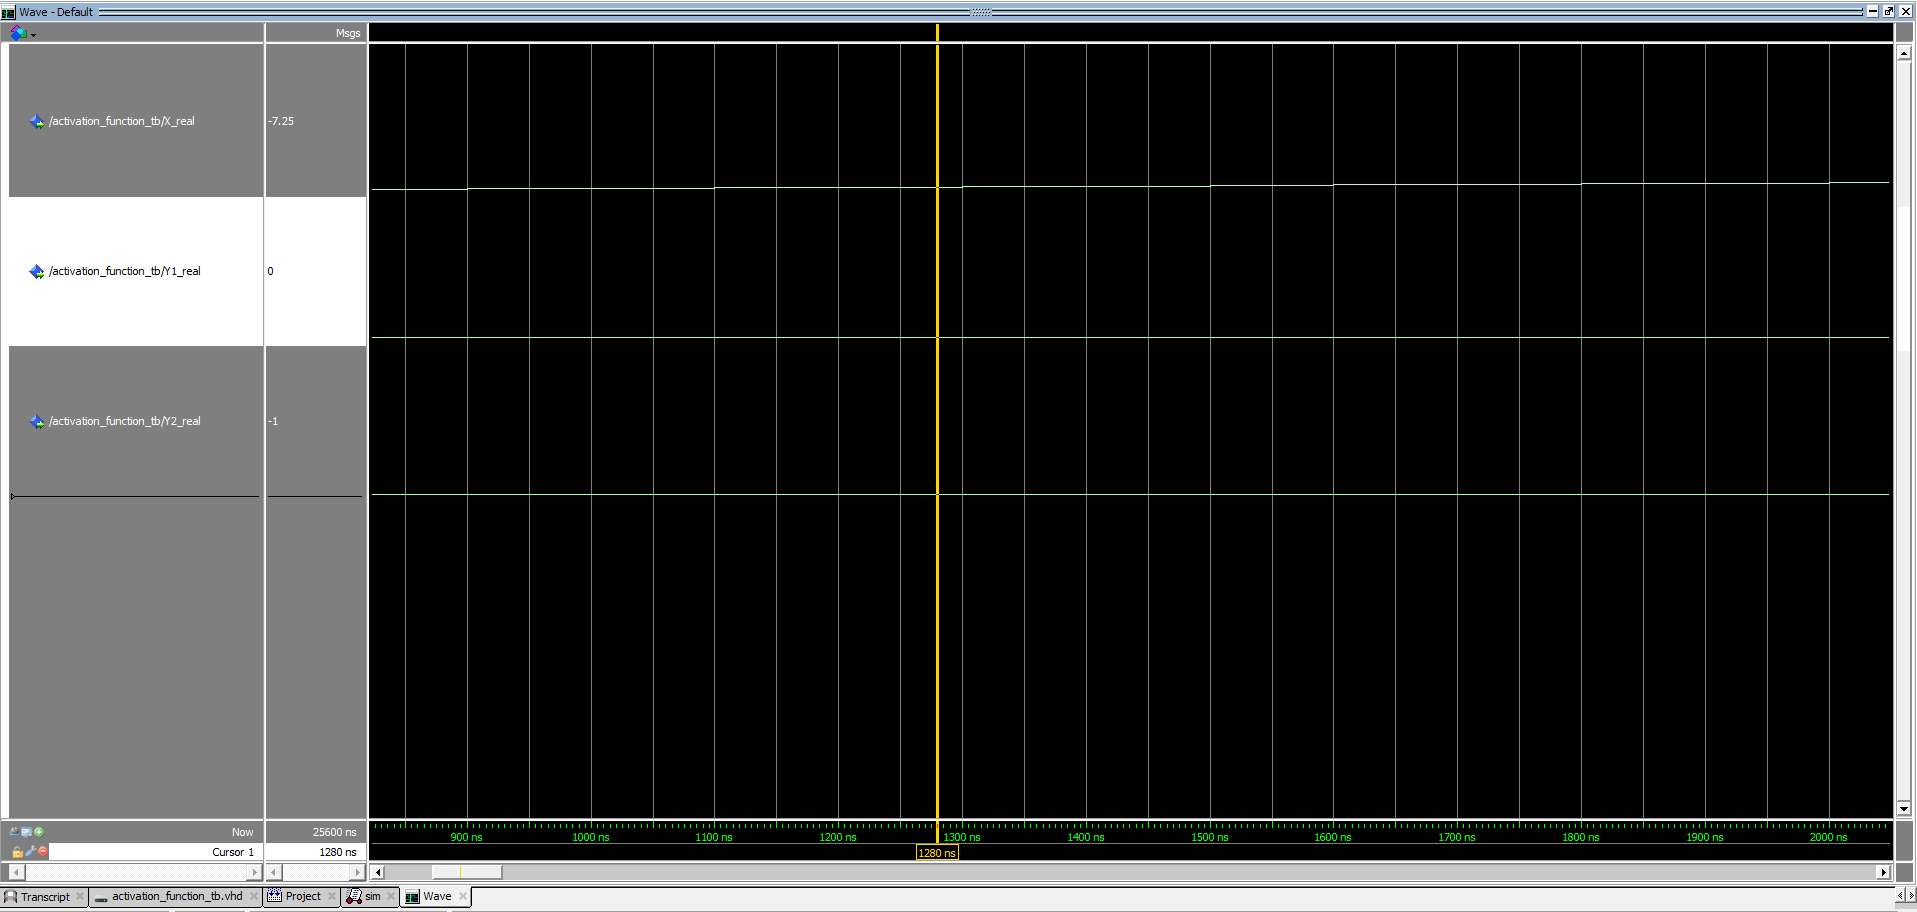 Wave - Default
Msgs
/activation_function_tb/X_real -7.25
/activation_function_tb/Y1_real 0
/activation_function_tb/Y2_real -1
Now 25600 ns
900 ns 1000 ns 1100 ns 1200 ns 1300 ns 1400 ns 1500 ns 1600 ns 1700 ns 1800 ns 1900 ns 2000 ns
Cursor 1 1280 ns
1280 ns
Transcript activation_function_tb.vhd Project sim Wave